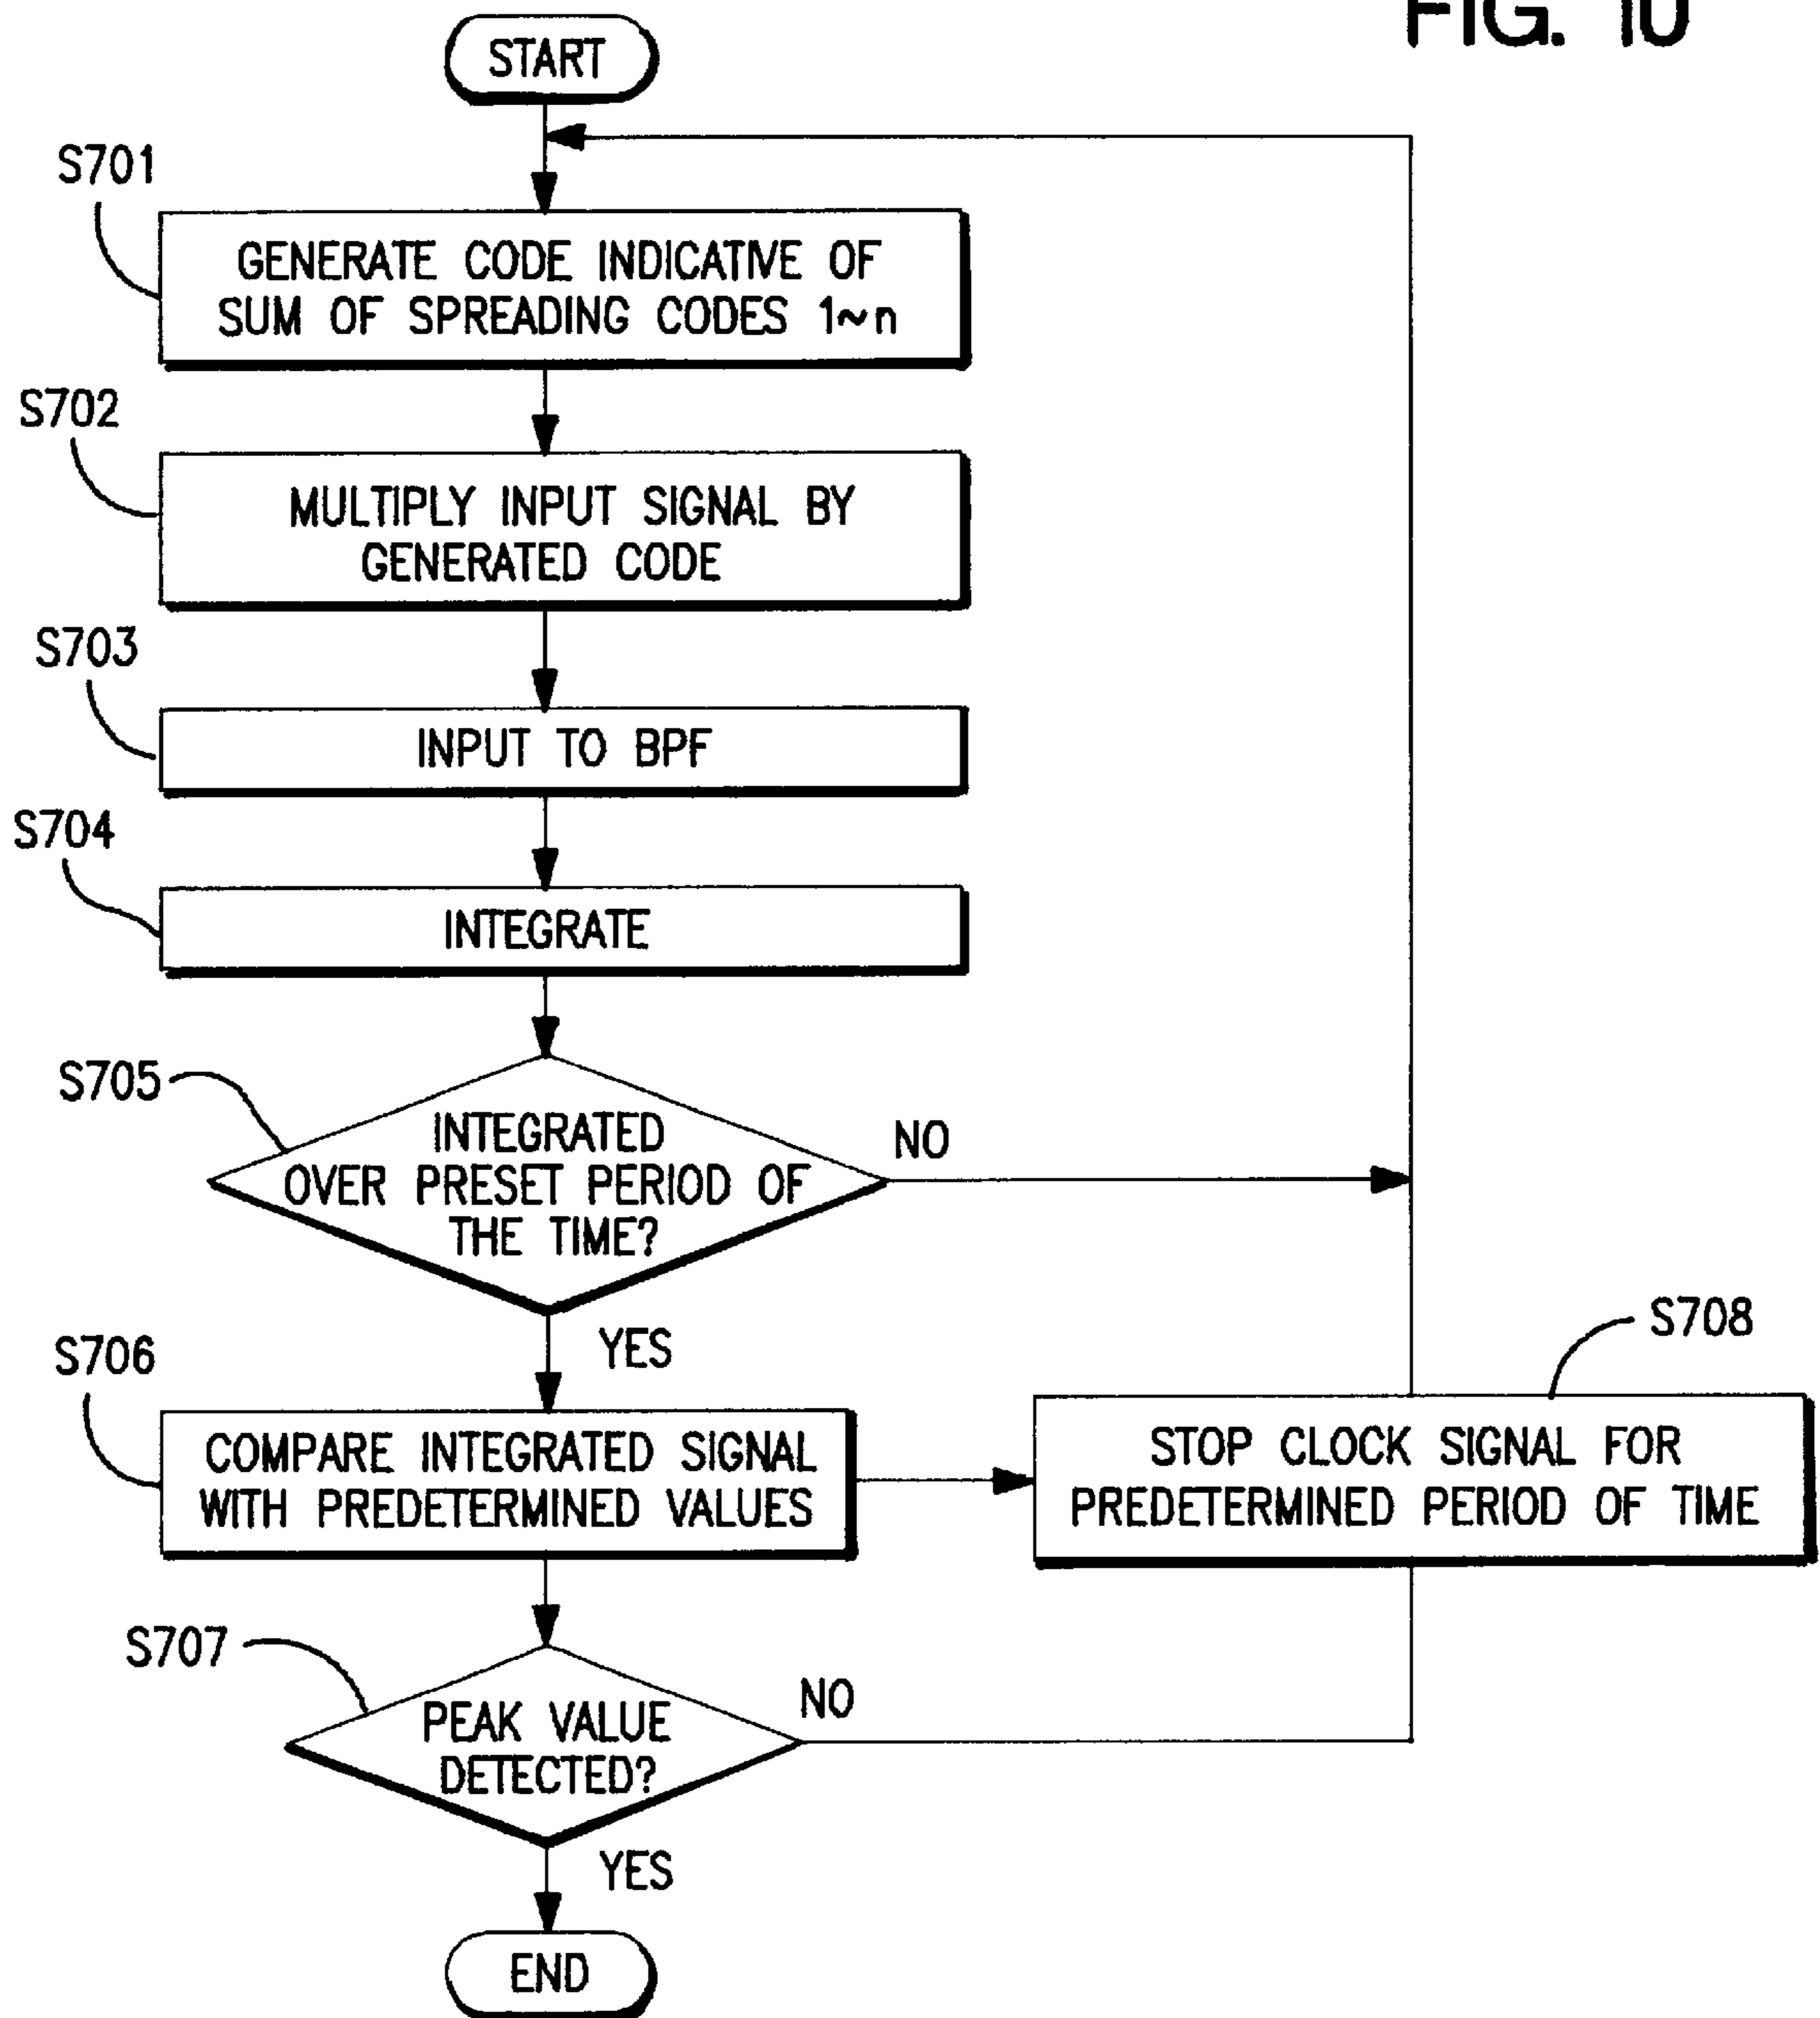 FIG. 10
START
S701
GENERATE CODE INDICATIVE OF
SUM OF SPREADING CODES 1~n
S702
MULTIPLY INPUT SIGNAL BY
GENERATED CODE
S703
INPUT TO BPF
S704
INTEGRATE
S705
INTEGRATED
OVER PRESET PERIOD OF
THE TIME?
NO
YES
S706
COMPARE INTEGRATED SIGNAL
WITH PREDETERMINED VALUES
S708
STOP CLOCK SIGNAL FOR
PREDETERMINED PERIOD OF TIME
S707
PEAK VALUE
DETECTED?
NO
YES
END